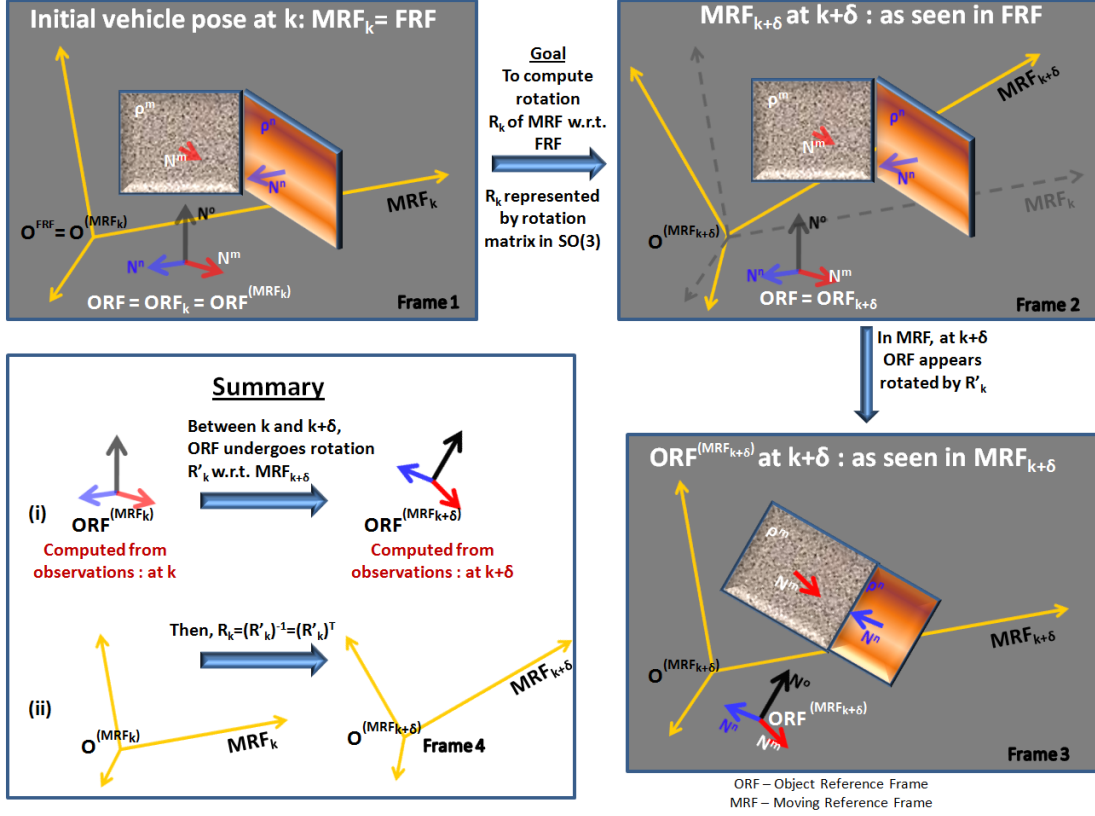 Initial vehicle pose at k: MRFₖ= FRF
ρᵐ
ρⁿ
Nᵐ
Nⁿ
MRFₖ
O^FRF = O^(MRFₖ)
Nᵒ
Nⁿ
Nᵐ
ORF = ORFₖ = ORF^(MRFₖ)
Frame 1
Goal
To compute
rotation
Rₖ of MRF w.r.t.
FRF
Rₖ represented
by rotation
matrix in SO(3)
MRFₖ₊δ at k+δ : as seen in FRF
MRFₖ₊δ
ρᵐ
ρⁿ
Nᵐ
Nⁿ
MRFₖ
O^(MRFₖ₊δ)
Nᵒ
Nⁿ
Nᵐ
ORF = ORFₖ₊δ
Frame 2
In MRF, at k+δ
ORF appears
rotated by R'ₖ
Summary
Between k and k+δ,
ORF undergoes rotation
R'ₖ w.r.t. MRFₖ₊δ
(i)
ORF^(MRFₖ)
ORF^(MRFₖ₊δ)
Computed from
observations : at k
Computed from
observations : at k+δ
Then, Rₖ=(R'ₖ)⁻¹=(R'ₖ)ᵀ
(ii)
O^(MRFₖ)
MRFₖ
O^(MRFₖ₊δ)
MRFₖ₊δ
Frame 4
ORF^(MRFₖ₊δ) at k+δ : as seen in MRFₖ₊δ
ρᵐ
ρⁿ
Nᵐ
Nⁿ
MRFₖ₊δ
O^(MRFₖ₊δ)
Nᵒ
ORF^(MRFₖ₊δ)
Nⁿ
Nᵐ
Frame 3
ORF – Object Reference Frame
MRF – Moving Reference Frame